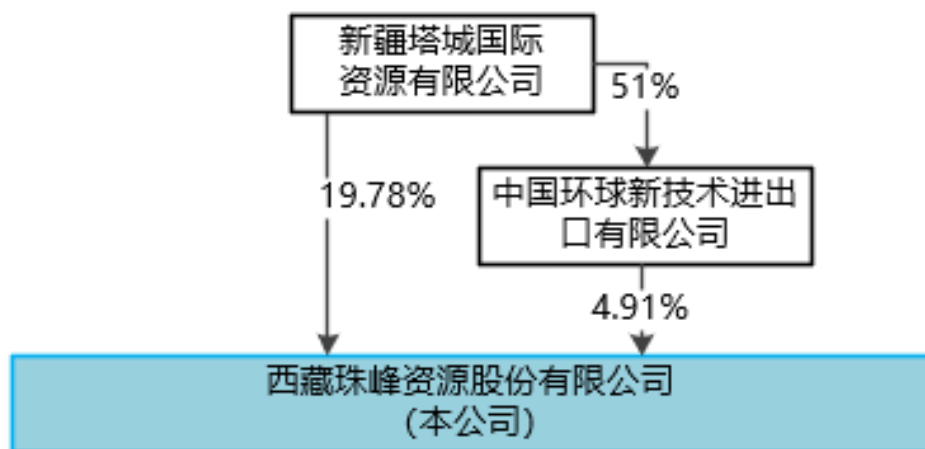 新疆塔城国际
资源有限公司
51%
19.78%
中国环球新技术进出
口有限公司
4.91%
西藏珠峰资源股份有限公司
(本公司)